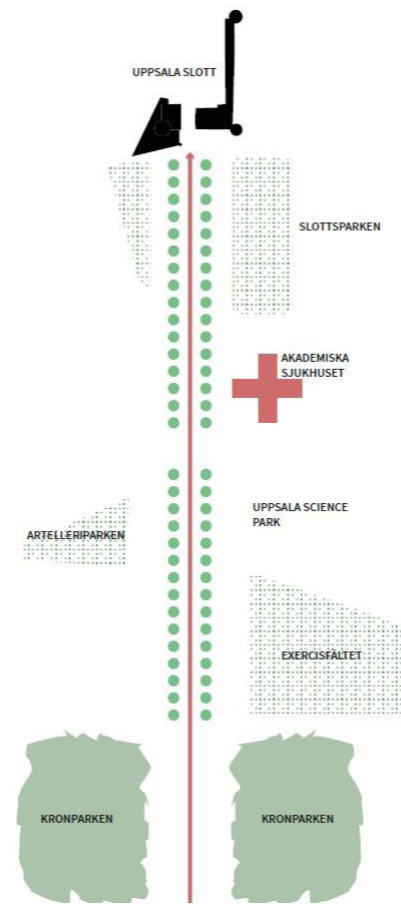 UPPSALA SLOTT
SLOTTSPARKEN
AKADEMISKA
SJUKHUSET
UPPSALA SCIENCE
PARK
ARTELLERIPARKEN
EXERCISFÄLTET
KRONPARKEN
KRONPARKEN